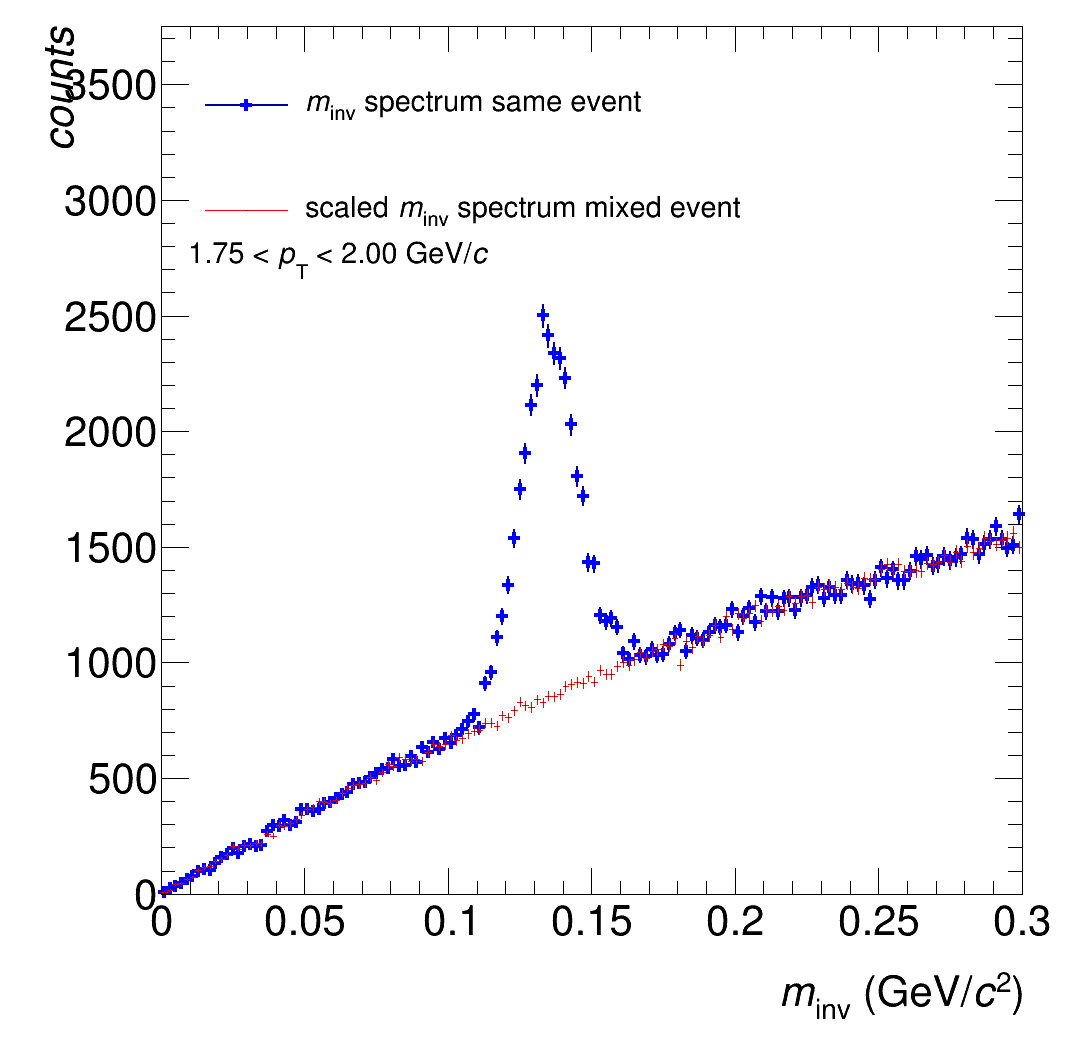 counts
3500
3000
2500
2000
1500
1000
500
0
m_inv spectrum same event
scaled m_inv spectrum mixed event
1.75 < p_T < 2.00 GeV/c
0 0.05 0.1 0.15 0.2 0.25 0.3
m_inv (GeV/c²)